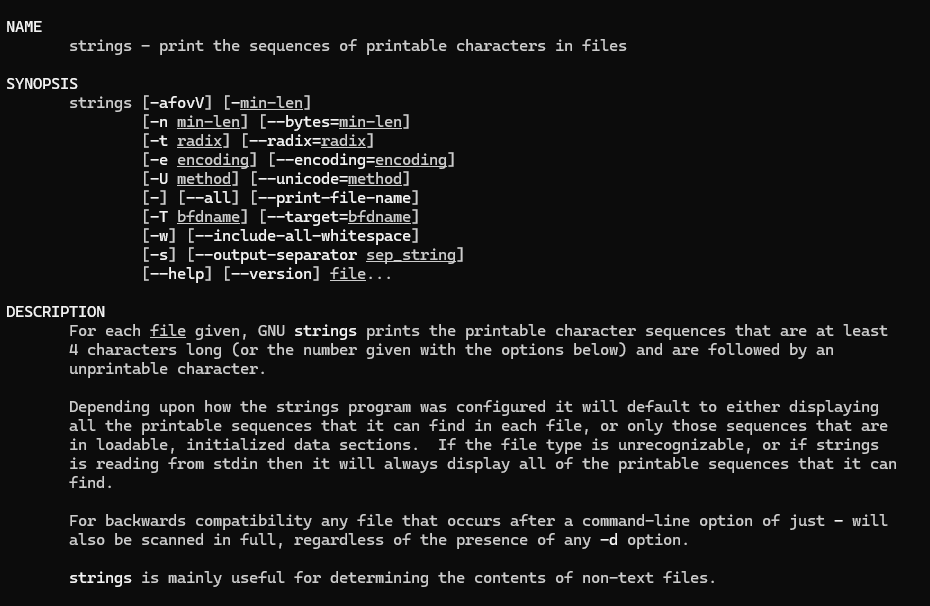 NAME
strings - print the sequences of printable characters in files
SYNOPSIS
strings [-afovV] [-min-len]
[-n min-len] [--bytes=min-len]
[-t radix] [--radix=radix]
[-e encoding] [--encoding=encoding]
[-U method] [--unicode=method]
[-] [--all] [--print-file-name]
[-T bfdname] [--target=bfdname]
[-w] [--include-all-whitespace]
[-s] [--output-separator sep_string]
[--help] [--version] file...
DESCRIPTION
For each file given, GNU strings prints the printable character sequences that are at least
4 characters long (or the number given with the options below) and are followed by an
unprintable character.
Depending upon how the strings program was configured it will default to either displaying
all the printable sequences that it can find in each file, or only those sequences that are
in loadable, initialized data sections.  If the file type is unrecognizable, or if strings
is reading from stdin then it will always display all of the printable sequences that it can
find.
For backwards compatibility any file that occurs after a command-line option of just - will
also be scanned in full, regardless of the presence of any -d option.
strings is mainly useful for determining the contents of non-text files.